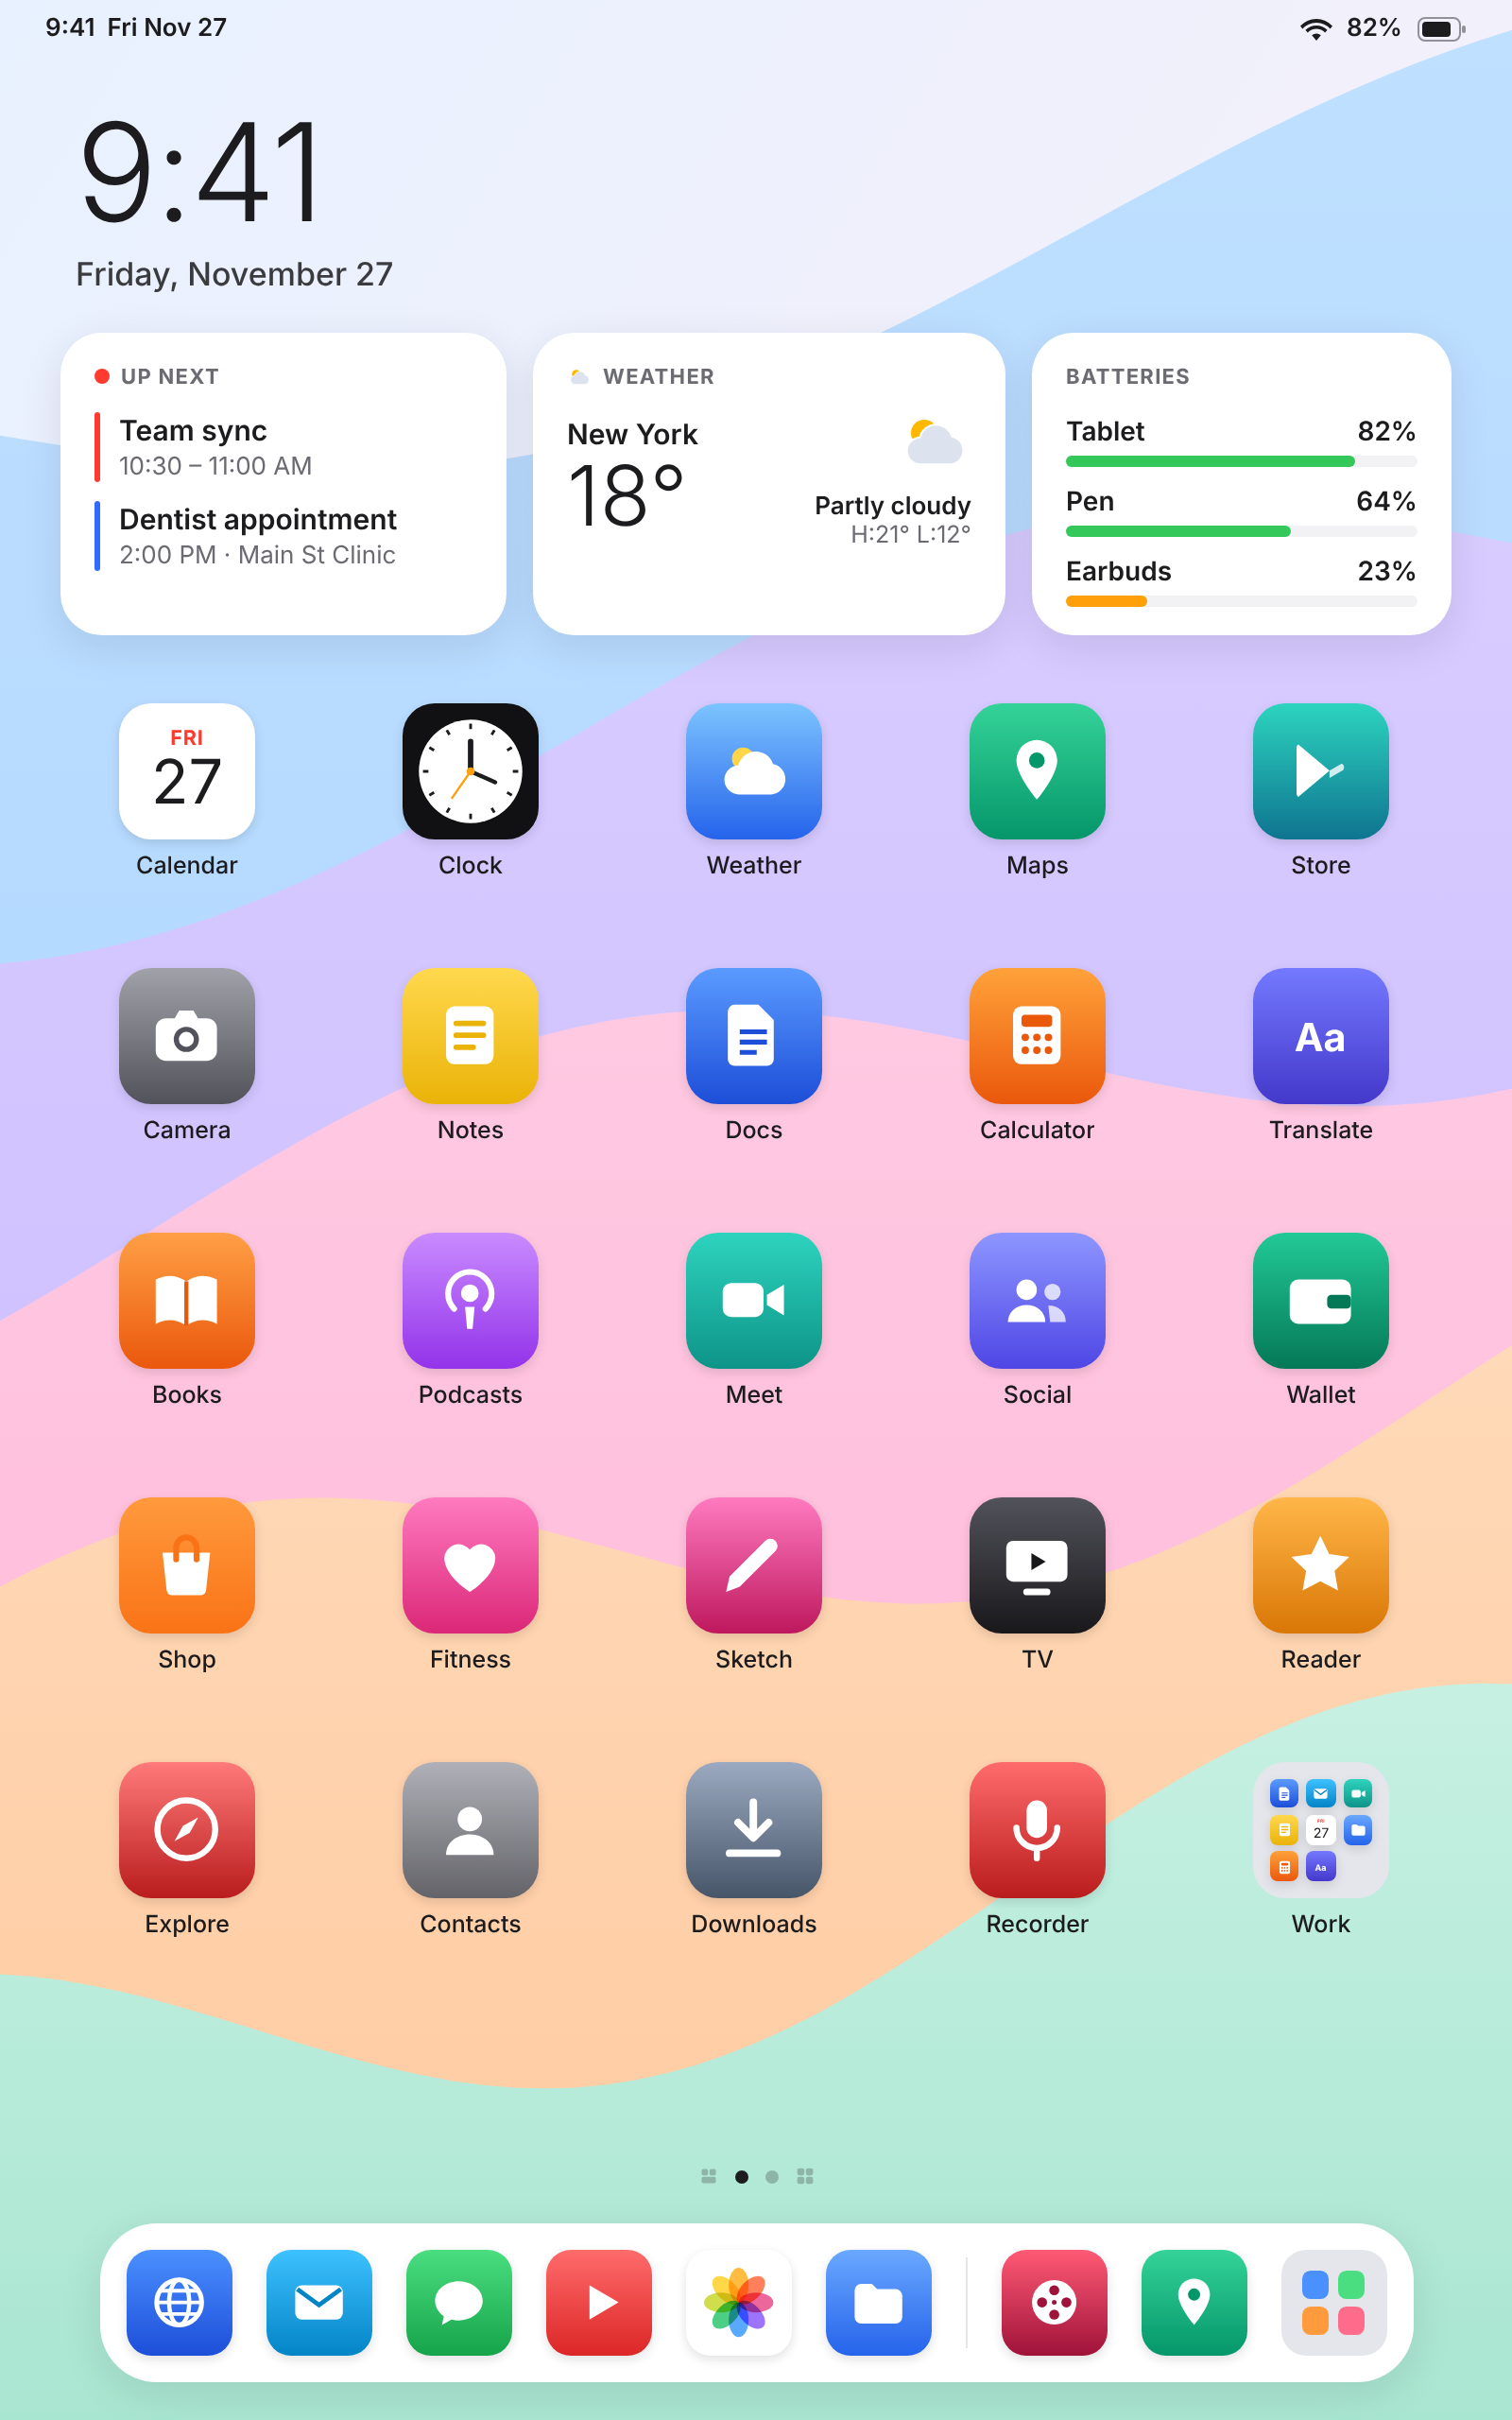 9:41 Fri Nov 27
82%
9:41
Friday, November 27
UP NEXT
Team sync
10:30 – 11:00 AM
Dentist appointment
2:00 PM · Main St Clinic
WEATHER
New York
18°
Partly cloudy
H:21° L:12°
BATTERIES
Tablet 82%
Pen 64%
Earbuds 23%
FRI
27
Calendar Clock Weather Maps Store
Aa
Camera Notes Docs Calculator Translate
Books Podcasts Meet Social Wallet
Shop Fitness Sketch TV Reader
FRI
27
Aa
Explore Contacts Downloads Recorder Work